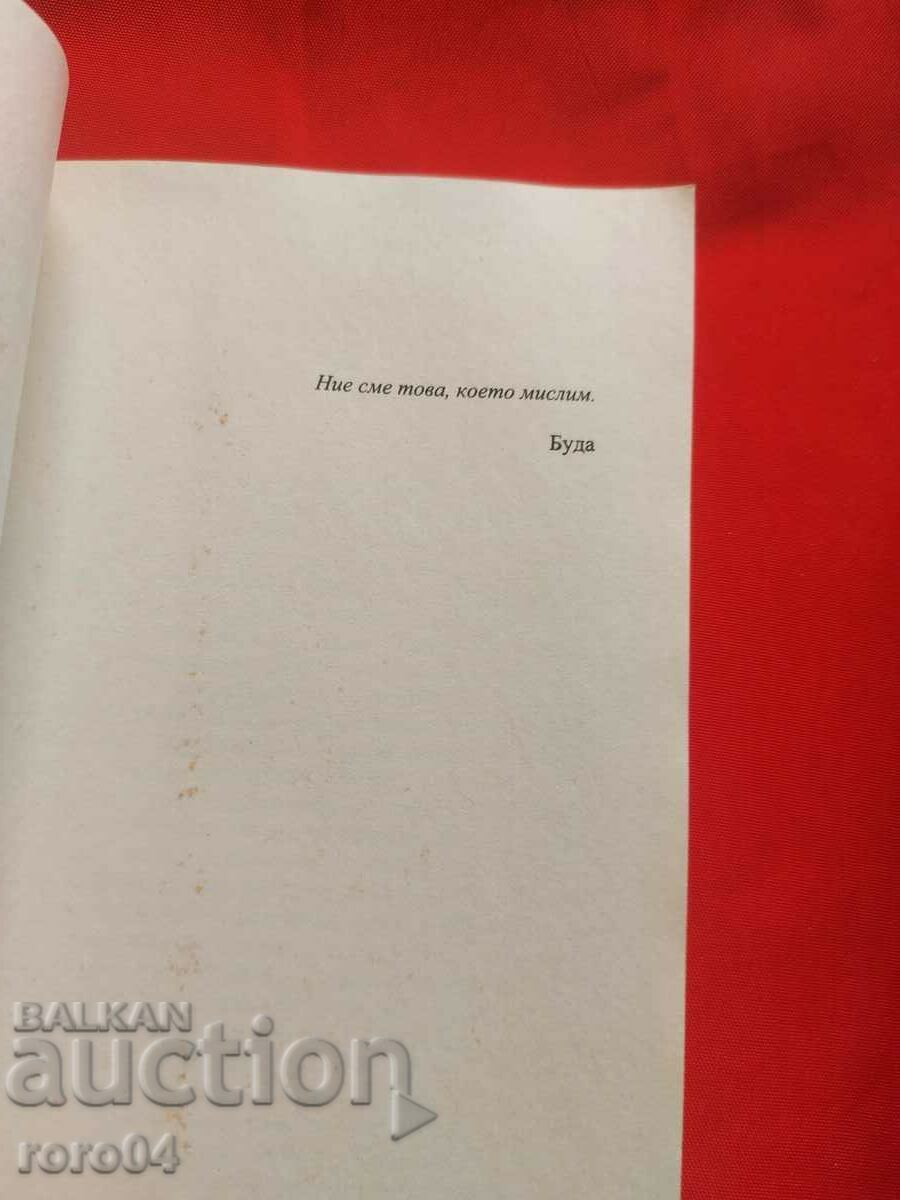 Ние сме това, което мислим.
Буда
BALKAN
auction
roro04